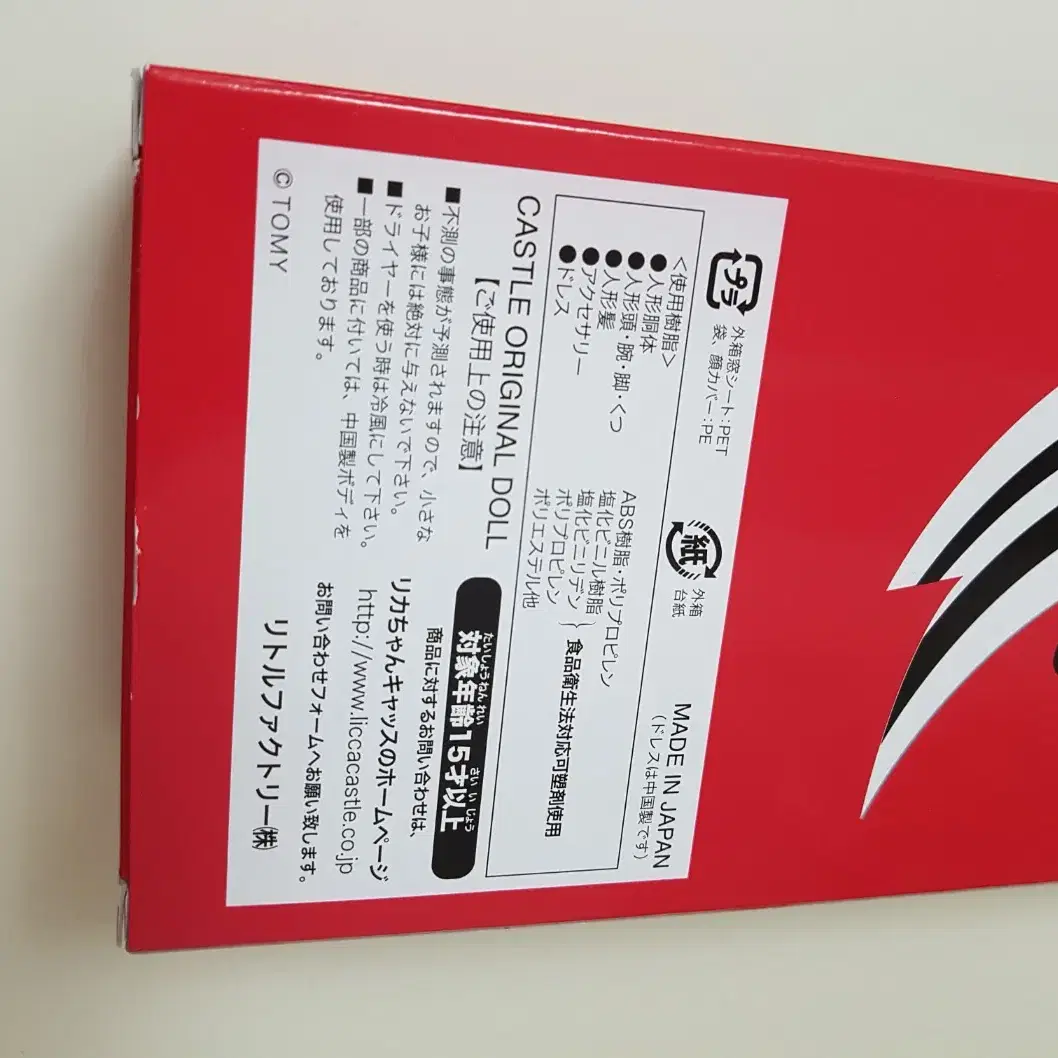 プラ
外箱窓シート:PET
袋、顔カバー:PE
紙
外箱
台紙
MADE IN JAPAN
(ドレスは中国製です)
<使用樹脂>
●人形胴体 ABS樹脂・ポリプロピレン
●人形頭・腕・脚・くつ 塩化ビニル樹脂
●人形髪 塩化ビニリデン } 食品衛生法対応可塑剤使用
●アクセサリー ポリプロピレン
●ドレス ポリエステル他
CASTLE ORIGINAL DOLL
【ご使用上の注意】
■不測の事態が予測されますので、小さな
お子様には絶対に与えないで下さい。
■ドライヤーを使う時は冷風にして下さい。
■一部の商品に付いては、中国製ボディを
使用しております。
©TOMY
たいしょうねんれい さいいじょう
対象年齢15才以上
商品に対するお問い合わせは、
リカちゃんキャッスのホームページ
http://www.liccacastle.co.jp
お問い合わせフォームへお願い致します。
リトルファクトリー㈱